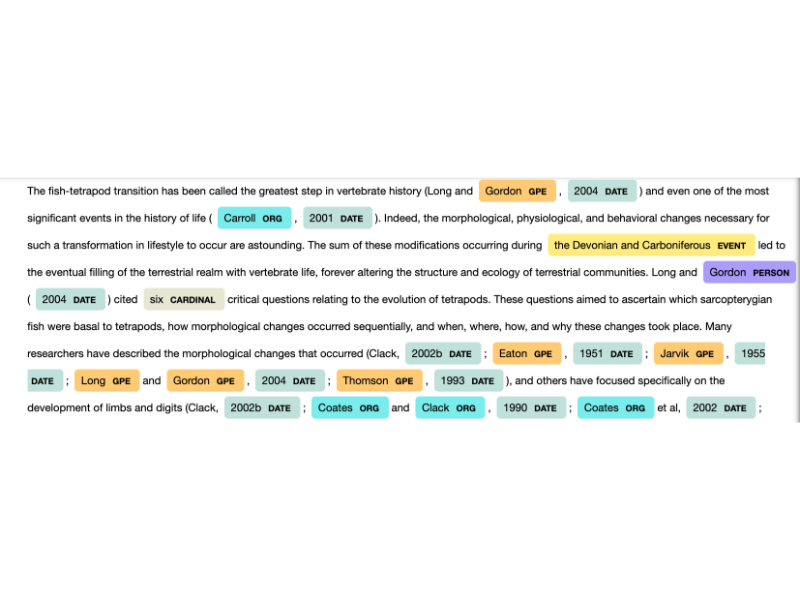 The fish-tetrapod transition has been called the greatest step in vertebrate history (Long and Gordon GPE , 2004 DATE ) and even one of the most
significant events in the history of life ( Carroll ORG , 2001 DATE ). Indeed, the morphological, physiological, and behavioral changes necessary for
such a transformation in lifestyle to occur are astounding. The sum of these modifications occurring during the Devonian and Carboniferous EVENT led to
the eventual filling of the terrestrial realm with vertebrate life, forever altering the structure and ecology of terrestrial communities. Long and Gordon PERSON
( 2004 DATE ) cited six CARDINAL critical questions relating to the evolution of tetrapods. These questions aimed to ascertain which sarcopterygian
fish were basal to tetrapods, how morphological changes occurred sequentially, and when, where, how, and why these changes took place. Many
researchers have described the morphological changes that occurred (Clack, 2002b DATE ; Eaton GPE , 1951 DATE ; Jarvik GPE , 1955
DATE ; Long GPE and Gordon GPE , 2004 DATE ; Thomson GPE , 1993 DATE ), and others have focused specifically on the
development of limbs and digits (Clack, 2002b DATE ; Coates ORG and Clack ORG , 1990 DATE ; Coates ORG et al, 2002 DATE ;